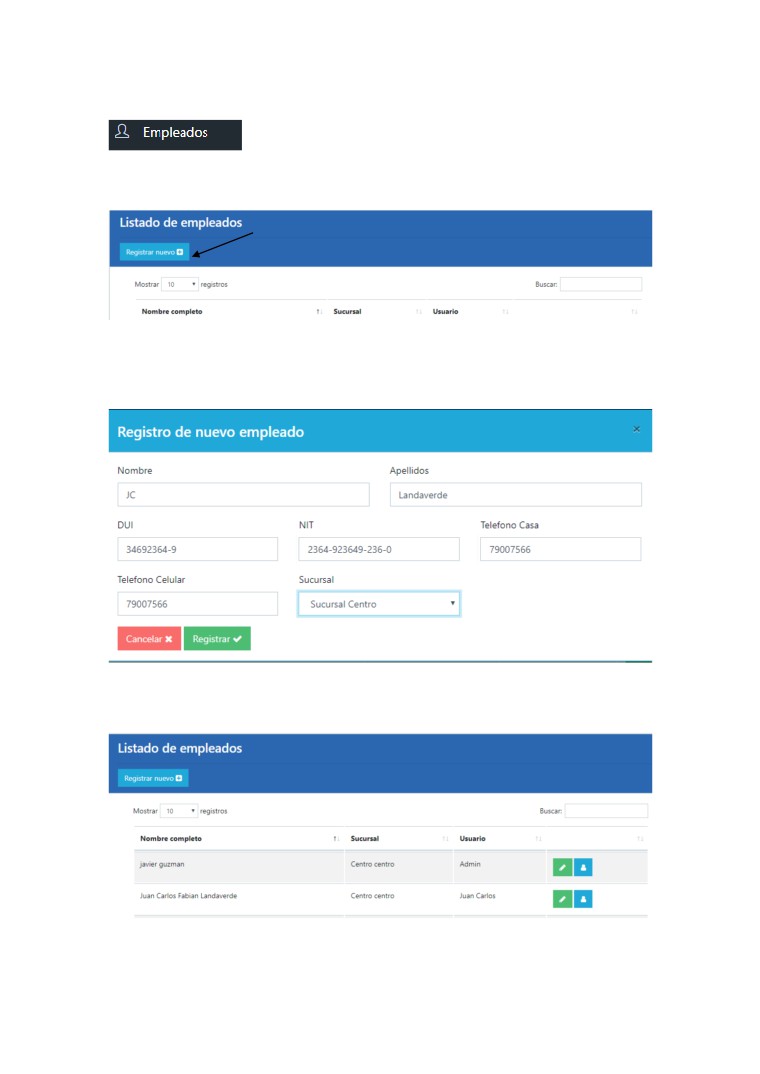 Empleados
Listado de empleados
Registrar nuevo
Mostrar 10 registros Buscar:
Nombre completo Sucursal Usuario
Registro de nuevo empleado ×
Nombre Apellidos
JC Landaverde
DUI NIT Telefono Casa
34692364-9 2364-923649-236-0 79007566
Telefono Celular Sucursal
79007566 Sucursal Centro
Cancelar Registrar
Listado de empleados
Registrar nuevo
Mostrar 10 registros Buscar:
Nombre completo Sucursal Usuario
javier guzman Centro centro Admin
Juan Carlos Fabian Landaverde Centro centro Juan Carlos